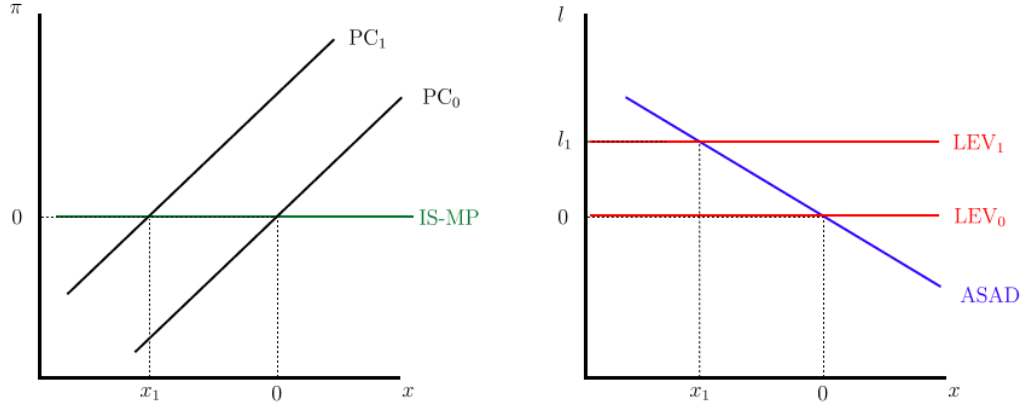 π
PC₁
PC₀
0
IS-MP
x₁
0
x
l
l₁
LEV₁
0
LEV₀
ASAD
x₁
0
x